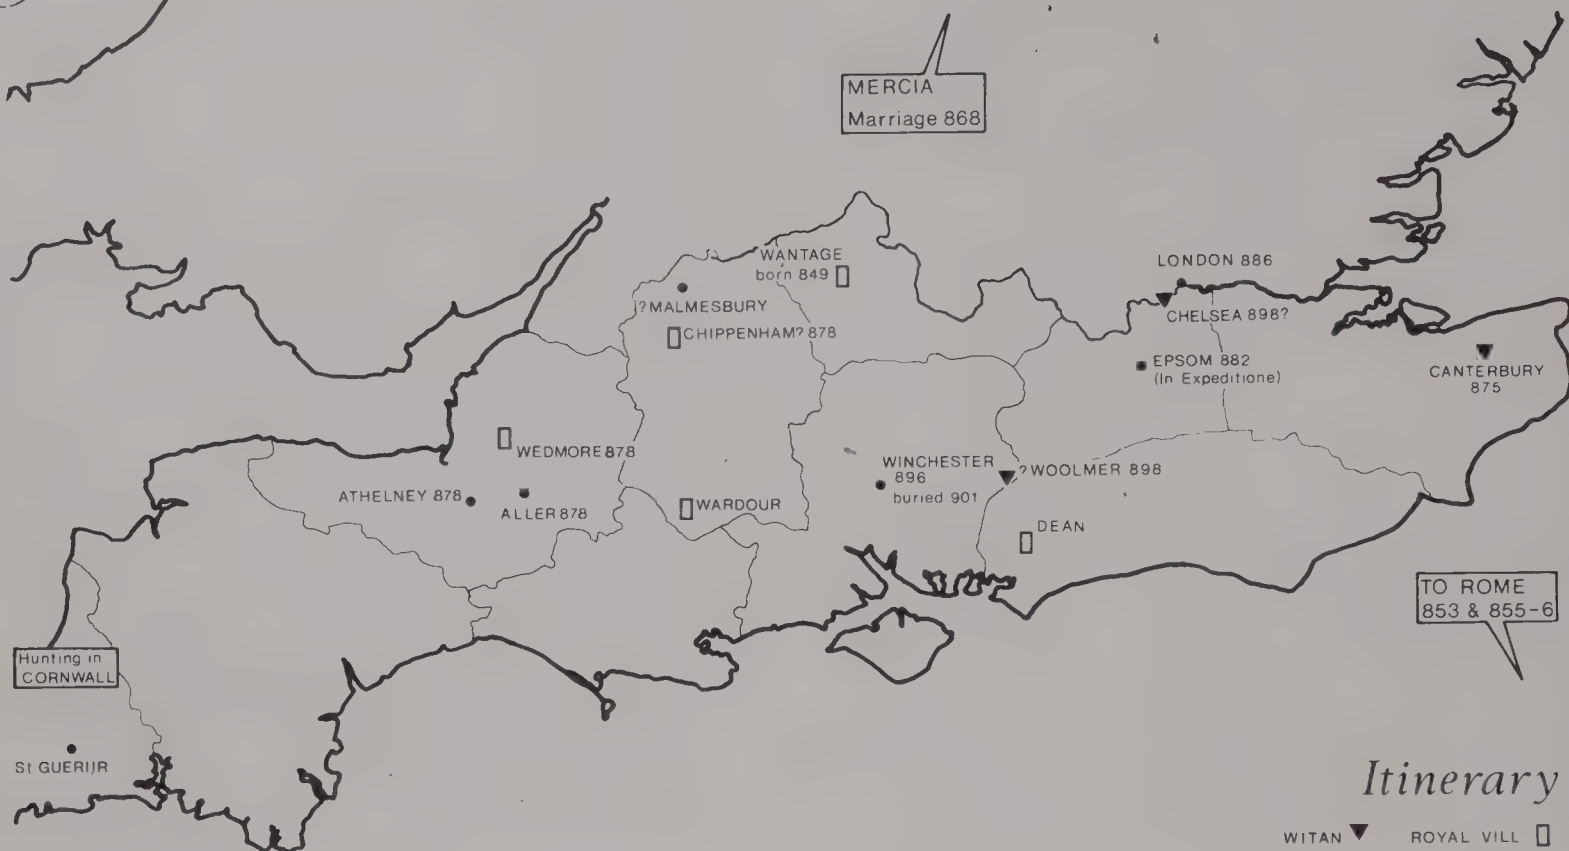 MERCIA
Marriage 868
WANTAGE
born 849
?MALMESBURY
CHIPPENHAM? 878
LONDON 886
CHELSEA 898?
EPSOM 882
(In Expeditione)
CANTERBURY
875
WEDMORE 878
ATHELNEY 878
ALLER 878
WARDOUR
WINCHESTER
896
buried 901
?WOOLMER 898
DEAN
TO ROME
853 & 855-6
Hunting in
CORNWALL
St GUERIJR
Itinerary
WITAN
ROYAL VILL